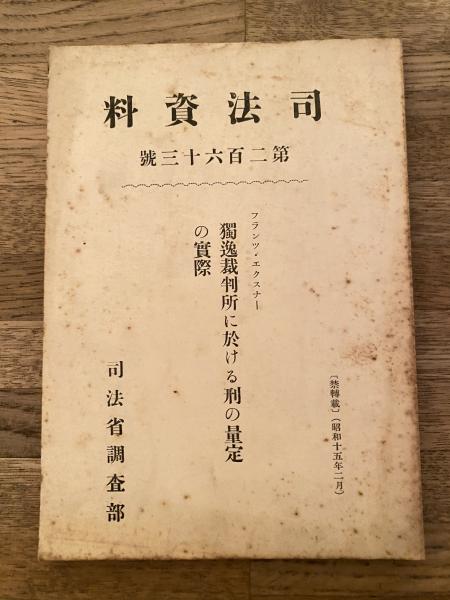 司法資料
第二百六十三號
〔禁轉載〕(昭和十五年二月)
フランツ・エクスナー
獨逸裁判所に於ける刑の量定
の實際
司法省調査部